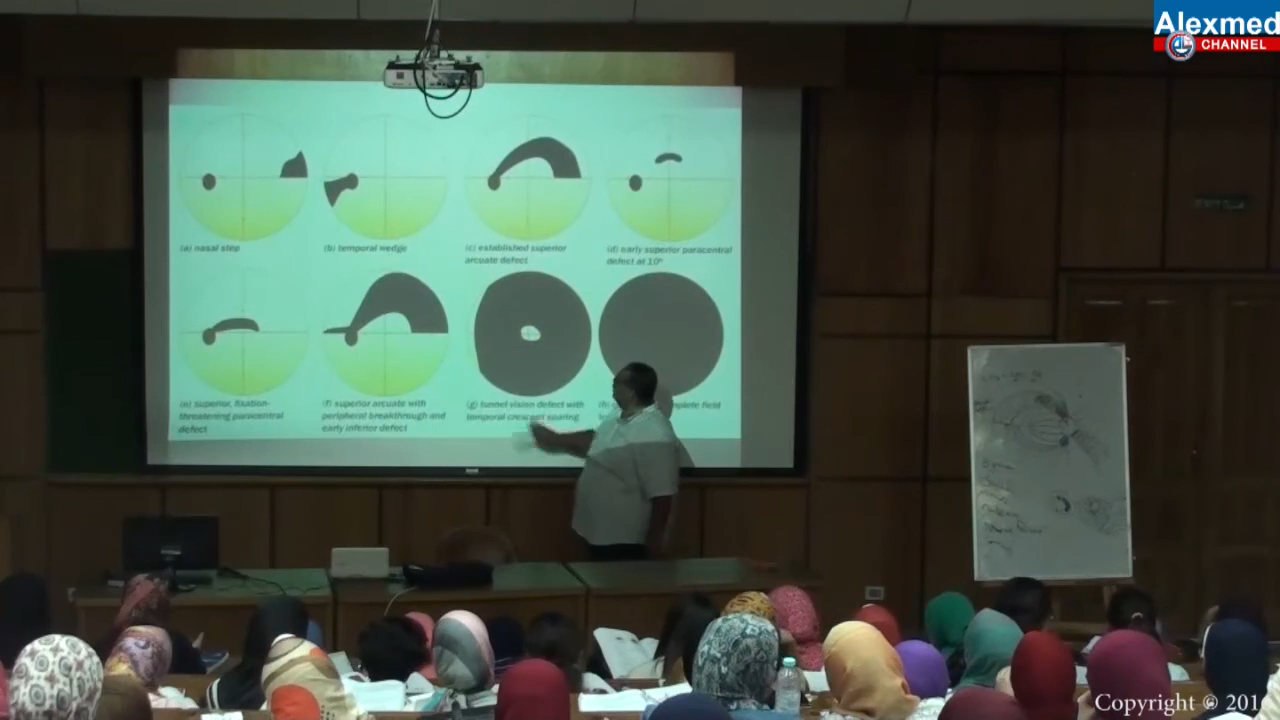 Alexmed
CHANNEL
(a) nasal step
(b) temporal wedge
(c) established superior
arcuate defect
(d) early superior paracentral
defect at 10°
(e) superior, fixation-
threatening paracentral
defect
(f) superior arcuate with
peripheral breakthrough and
early inferior defect
(g) tunnel vision defect with
temporal crescent sparing
(h)
complete field
Copyright © 201